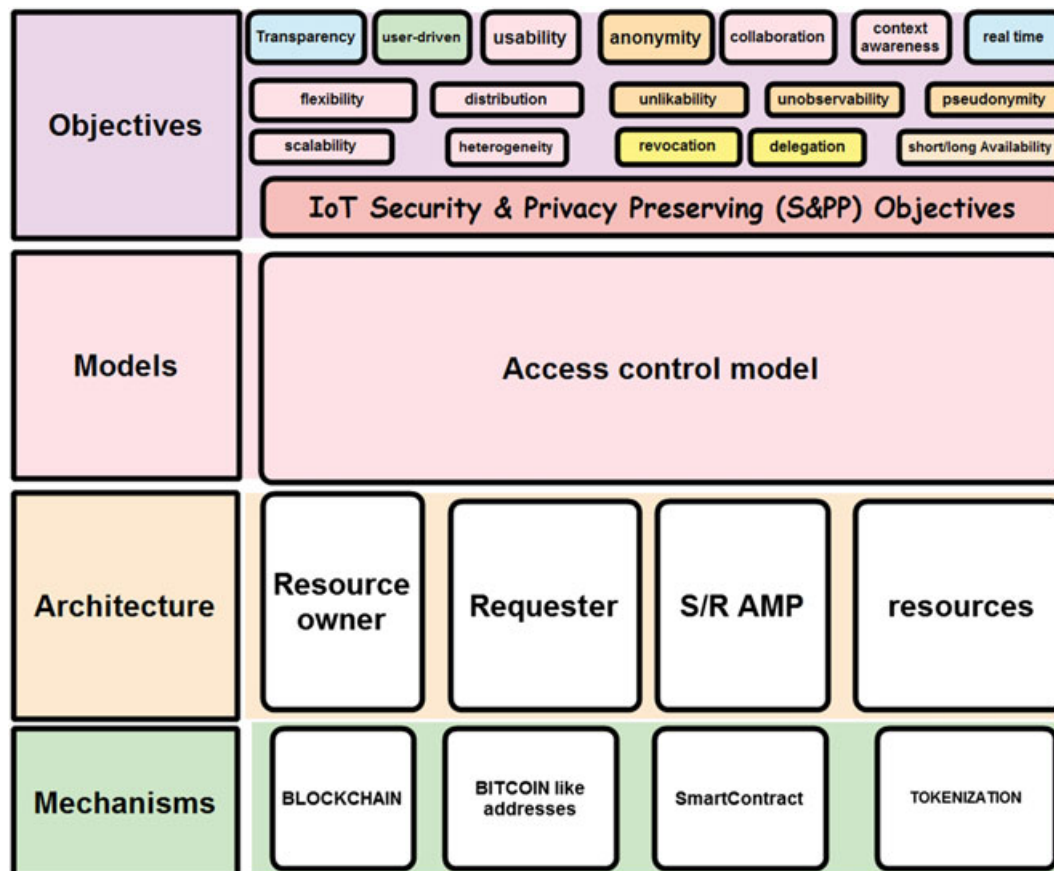 Transparency
user-driven
usability
anonymity
collaboration
context
awareness
real time
Objectives
flexibility
distribution
unlikability
unobservability
pseudonymity
scalability
heterogeneity
revocation
delegation
short/long Availability
IoT Security & Privacy Preserving (S&PP) Objectives
Models
Access control model
Architecture
Resource
owner
Requester
S/R AMP
resources
Mechanisms
BLOCKCHAIN
BITCOIN like
addresses
SmartContract
TOKENIZATION